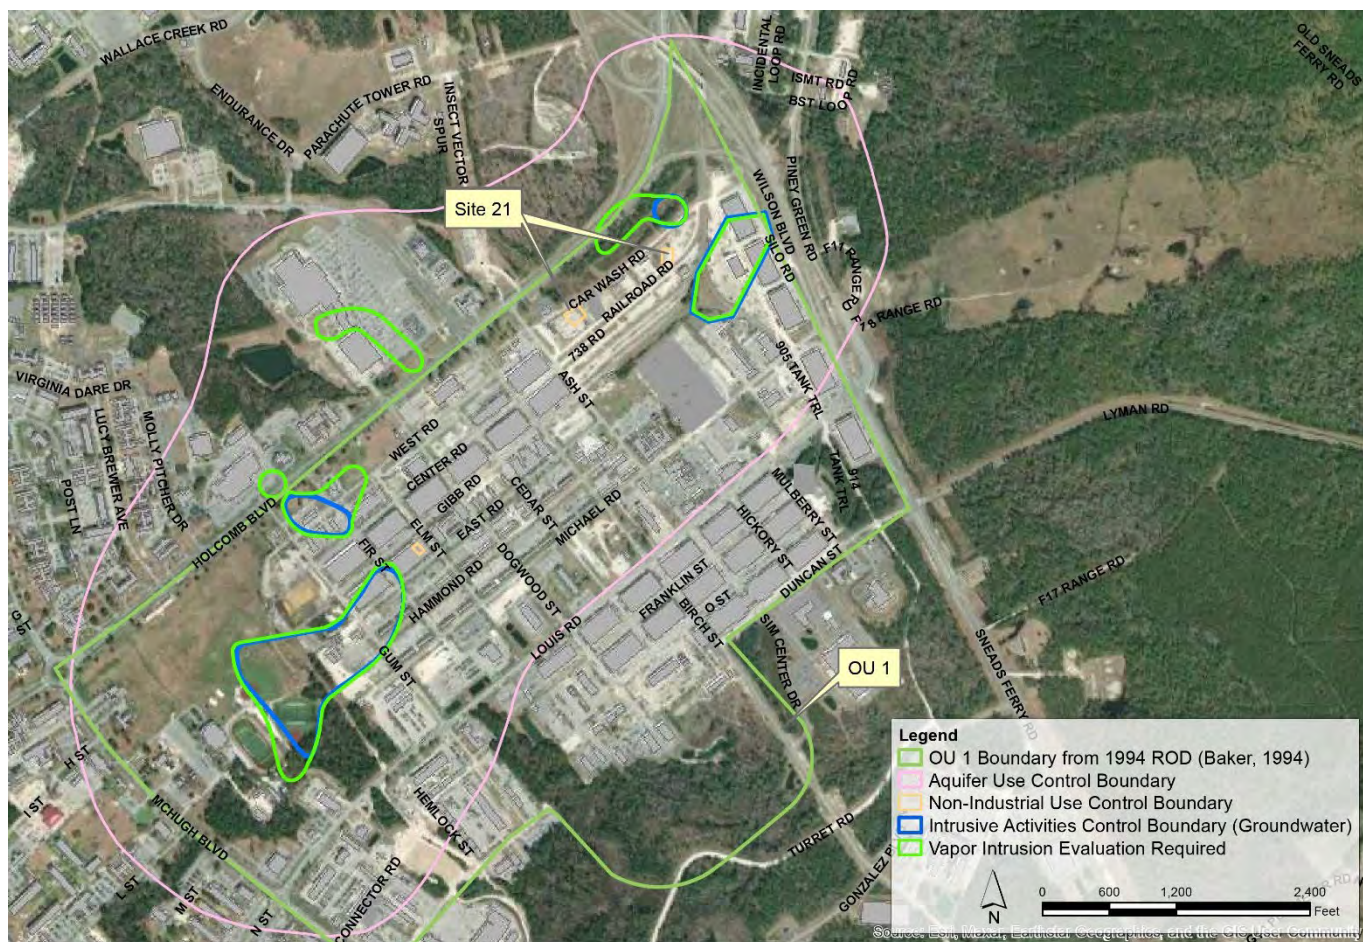 WALLACE CREEK RD
INCIDENTAL
LOOP RD
OLD SNEADS
FERRY RD
ISMT RD
BST LOOP RD
PARACHUTE TOWER RD
ENDURANCE DR
INSECT VECTOR
SPUR
Site 21
PINEY GREEN RD
WILSON BLVD
SILO RD
F11 RANGE RD
RANGE RD
CAR WASH RD
RAILROAD RD
738 RD
ASH ST
905 TANK TRL
VIRGINIA DARE DR
LUCY BREWER AVE
MOLLY PITCHER DR
POST LN
LYMAN RD
WEST RD
CENTER RD
GIBB RD
EAST RD
CEDAR ST
MICHAEL RD
914
TANK TRL
MULBERRY ST
HICKORY ST
HOLCOMB BLVD
ELM ST
FIR ST
HAMMOND RD
DOGWOOD ST
DUNCAN ST
FRANKLIN ST
O ST
BIRCH ST
F17 RANGE RD
G ST
LOUIS RD
GUM ST
SIM CENTER DR
SNEADS FERRY RD
OU 1
H ST
I ST
MCHUGH BLVD
HEMLOCK ST
TURRET RD
GONZALEZ
L ST
M ST
N ST
CONNECTOR RD
Legend
OU 1 Boundary from 1994 ROD (Baker, 1994)
Aquifer Use Control Boundary
Non-Industrial Use Control Boundary
Intrusive Activities Control Boundary (Groundwater)
Vapor Intrusion Evaluation Required
N
0 600 1,200 2,400
Feet
Source: Esri, Maxar, Earthstar Geographics, and the GIS User Community